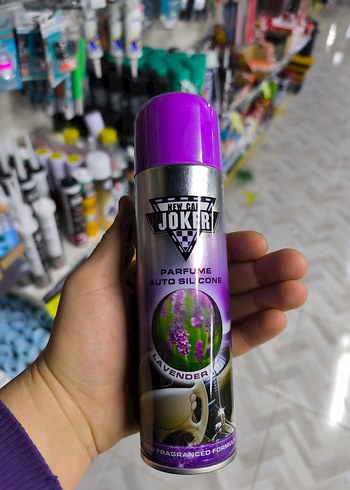 NEW CAR
JOKER
PARFUME
AUTO SILICONE
LAVENDER
FRAGRANCED FORMULA